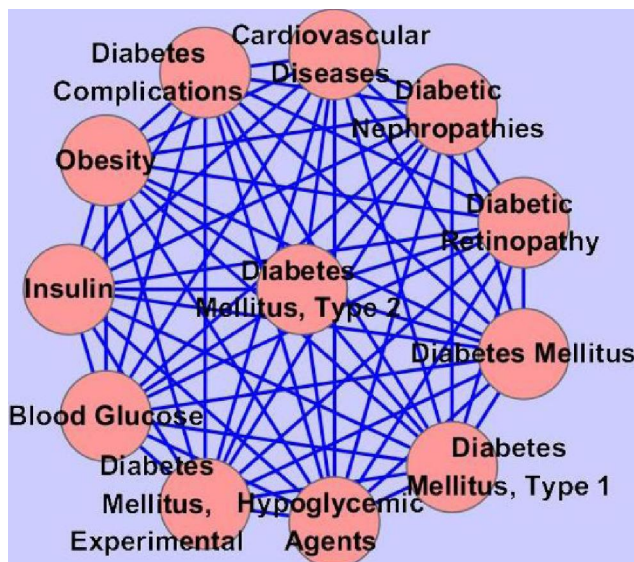 Cardiovascular
Diseases
Diabetes
Complications
Diabetic
Nephropathies
Obesity
Diabetic
Retinopathy
Insulin
Diabetes
Mellitus, Type 2
Diabetes Mellitus
Blood Glucose
Diabetes
Mellitus, Type 1
Diabetes
Mellitus,
Experimental
Hypoglycemic
Agents